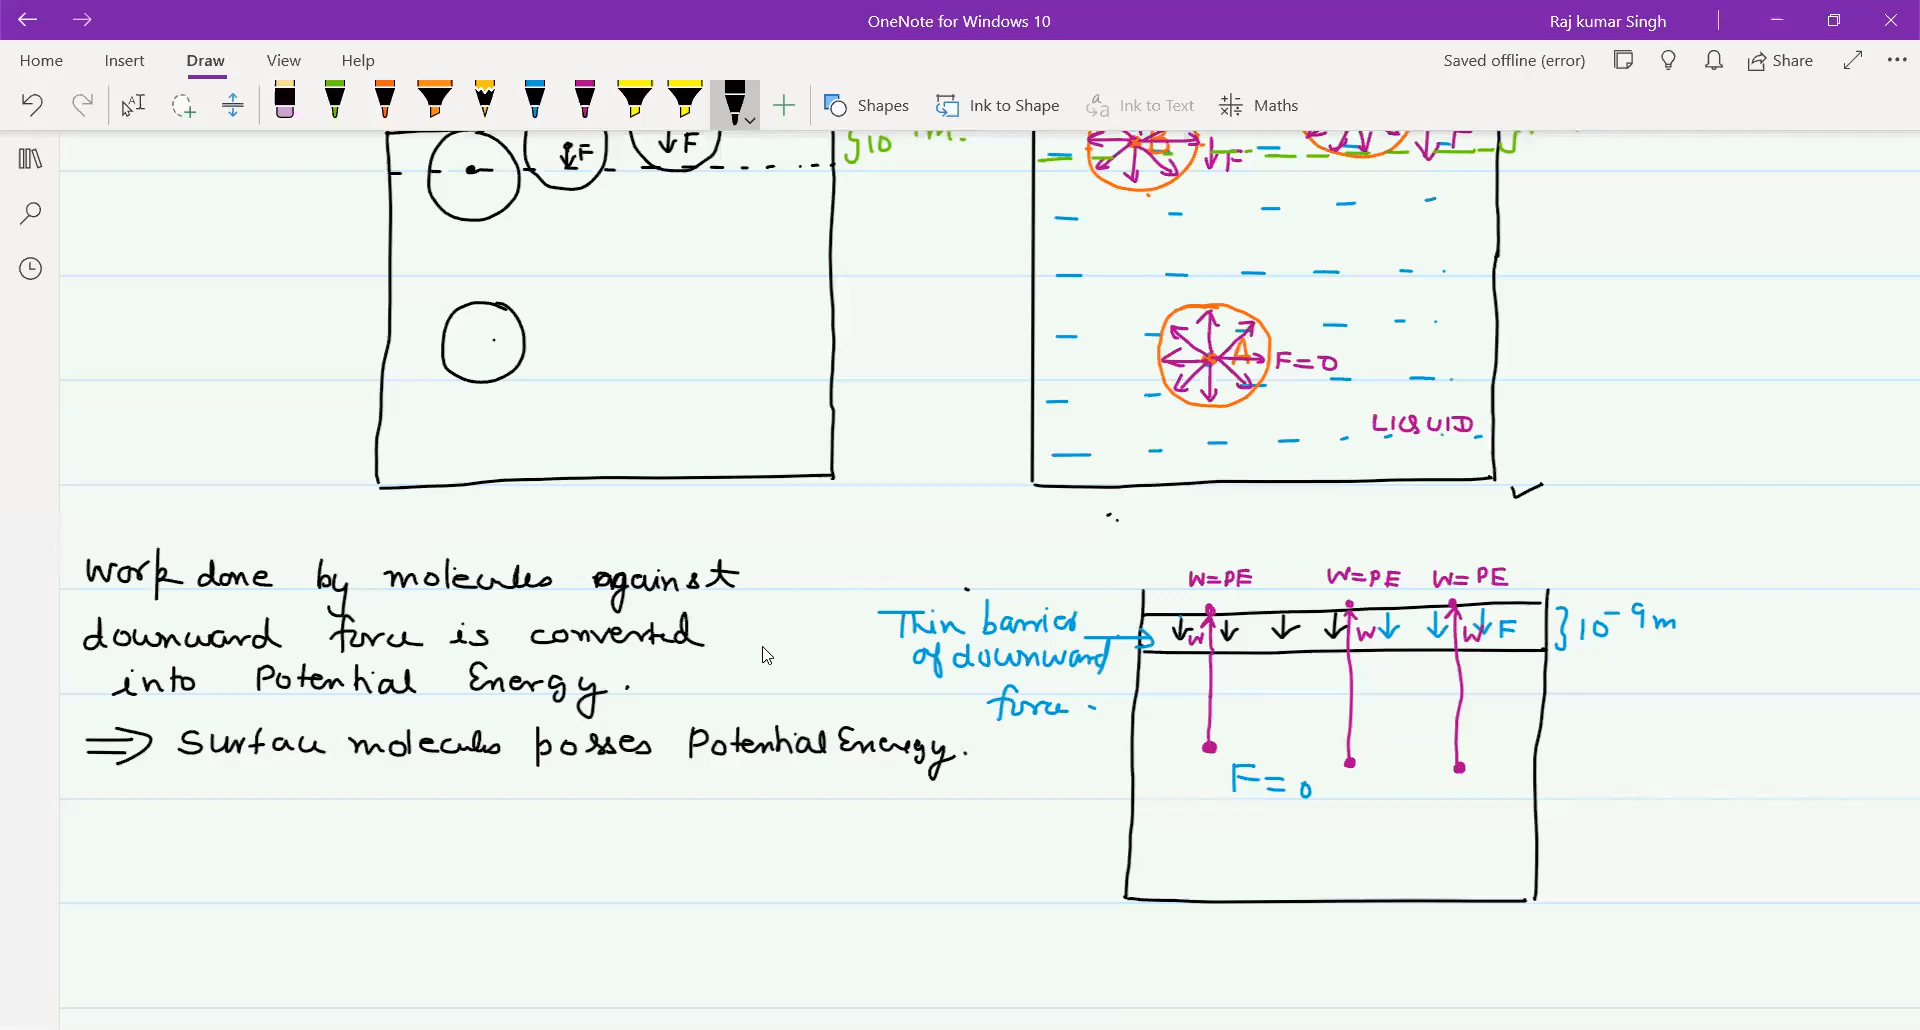 OneNote for Windows 10
Raj kumar Singh
Home Insert Draw View Help
Saved offline (error)
Share
Shapes
Ink to Shape
Ink to Text
Maths
F
F
F
F
A
F=0
LIQUID
work done by molecules against
downward force is converted
into Potential Energy.
⇒ Surface molecules posses Potential Energy.
Thin barrier
of downward
force.
W=PE W=PE W=PE
W W W F
}10⁻⁹m
F=0